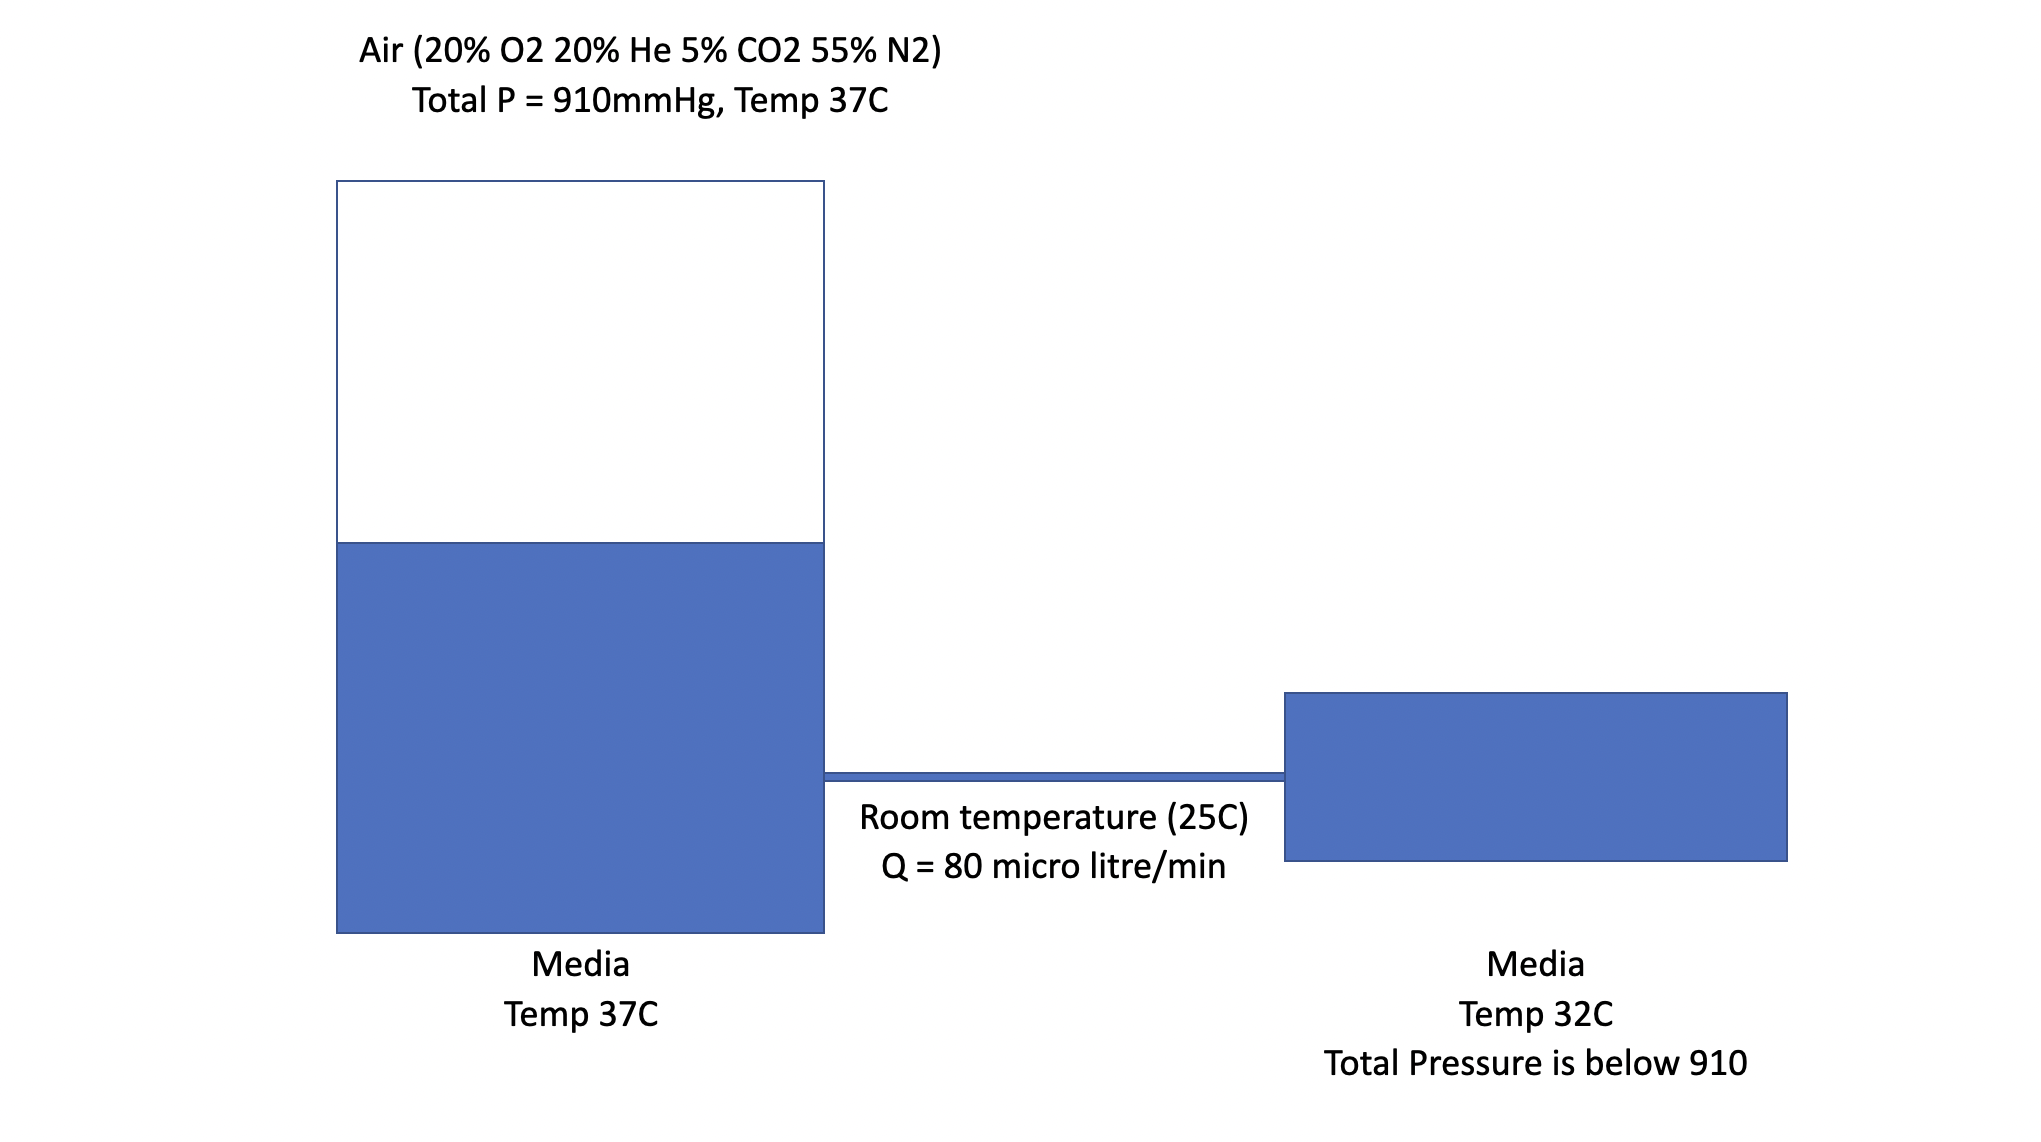 Air (20% O2 20% He 5% CO2 55% N2)
Total P = 910mmHg, Temp 37C
Room temperature (25C)
Q = 80 micro litre/min
Media
Temp 37C
Media
Temp 32C
Total Pressure is below 910